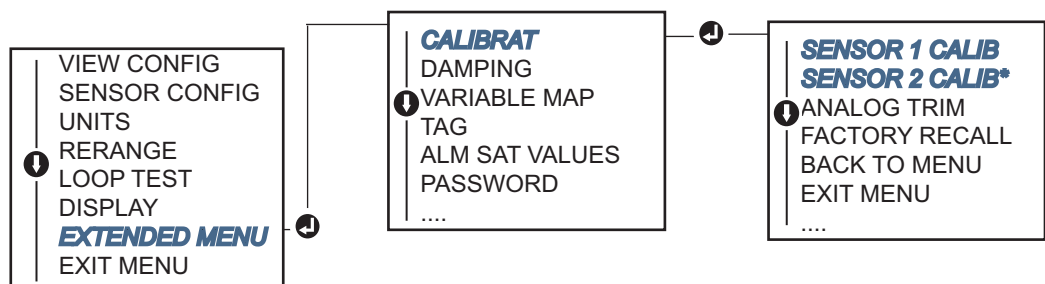 VIEW CONFIG
SENSOR CONFIG
UNITS
RERANGE
LOOP TEST
DISPLAY
EXTENDED MENU
EXIT MENU
CALIBRAT
DAMPING
VARIABLE MAP
TAG
ALM SAT VALUES
PASSWORD
....
SENSOR 1 CALIB
SENSOR 2 CALIB*
ANALOG TRIM
FACTORY RECALL
BACK TO MENU
EXIT MENU
....